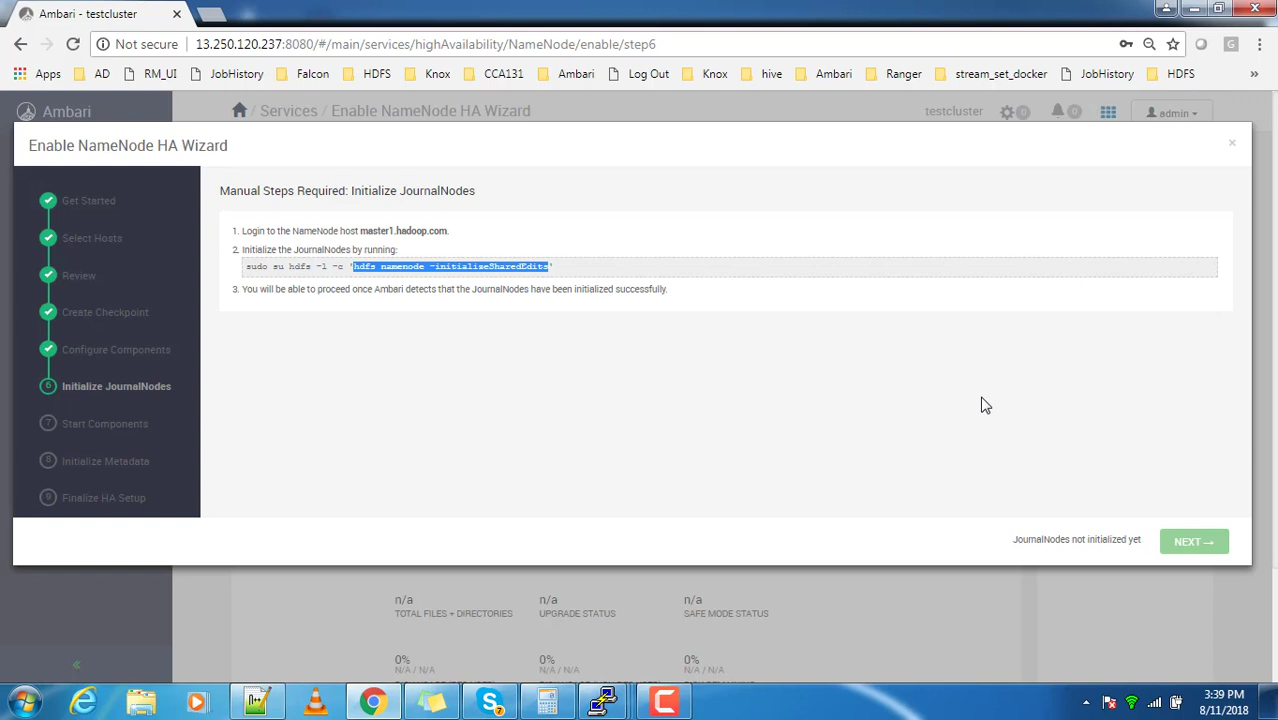 Ambari - testcluster
Not secure 13.250.120.237:8080/#/main/services/highAvailability/NameNode/enable/step6
G
Apps AD RM_UI JobHistory Falcon HDFS Knox CCA131 Ambari Log Out Knox hive Ambari Ranger stream_set_docker JobHistory HDFS »
Ambari
Services / Enable NameNode HA Wizard
testcluster 0 0 admin
Enable NameNode HA Wizard ×
Get Started
Select Hosts
Review
Create Checkpoint
Configure Components
6 Initialize JournalNodes
7 Start Components
8 Initialize Metadata
9 Finalize HA Setup
Manual Steps Required: Initialize JournalNodes
1. Login to the NameNode host master1.hadoop.com.
2. Initialize the JournalNodes by running:
sudo su hdfs -l -c 'hdfs namenode -initializeSharedEdits'
3. You will be able to proceed once Ambari detects that the JournalNodes have been initialized successfully.
JournalNodes not initialized yet NEXT →
n/a n/a n/a
TOTAL FILES + DIRECTORIES UPGRADE STATUS SAFE MODE STATUS
0% 0% 0%
N/A / N/A N/A / N/A N/A / N/A
«
3:39 PM
8/11/2018